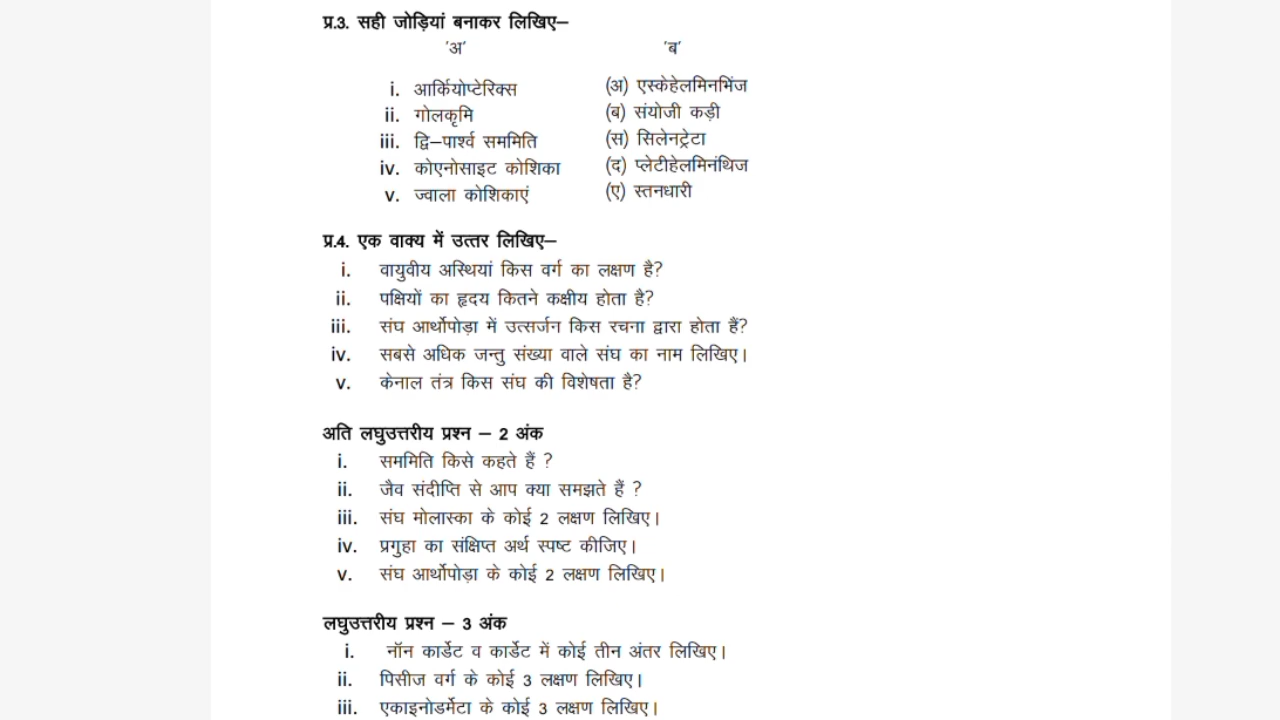 प्र.3. सही जोड़ियां बनाकर लिखिए–
'अ' 'ब'
i. आर्कियोप्टेरिक्स (अ) एस्केहेलमिनभिंज
ii. गोलकृमि (ब) संयोजी कड़ी
iii. द्वि–पार्श्व सममिति (स) सिलेनट्रेटा
iv. कोएनोसाइट कोशिका (द) प्लेटीहेलमिनंथिज
v. ज्वाला कोशिकाएं (ए) स्तनधारी
प्र.4. एक वाक्य में उत्तर लिखिए–
i. वायुवीय अस्थियां किस वर्ग का लक्षण है?
ii. पक्षियों का हृदय कितने कक्षीय होता है?
iii. संघ आर्थोपोड़ा में उत्सर्जन किस रचना द्वारा होता हैं?
iv. सबसे अधिक जन्तु संख्या वाले संघ का नाम लिखिए।
v. केनाल तंत्र किस संघ की विशेषता है?
अति लघुउत्तरीय प्रश्न – 2 अंक
i. सममिति किसे कहते हैं ?
ii. जैव संदीप्ति से आप क्या समझते हैं ?
iii. संघ मोलास्का के कोई 2 लक्षण लिखिए।
iv. प्रगुहा का संक्षिप्त अर्थ स्पष्ट कीजिए।
v. संघ आर्थोपोड़ा के कोई 2 लक्षण लिखिए।
लघुउत्तरीय प्रश्न – 3 अंक
i. नॉन कार्डेट व कार्डेट में कोई तीन अंतर लिखिए।
ii. पिसीज वर्ग के कोई 3 लक्षण लिखिए।
iii. एकाइनोडर्मेटा के कोई 3 लक्षण लिखिए।